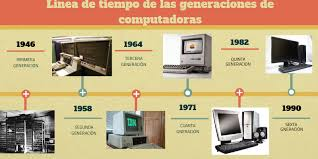 Línea de tiempo de las generaciones de
computadoras
1946
PRIMERA
GENERACIÓN
1964
TERCERA
GENERACIÓN
1982
QUINTA
GENERACIÓN
1958
SEGUNDA
GENERACIÓN
IBM
1971
CUARTA
GENERACIÓN
1990
SEXTA
GENERACIÓN